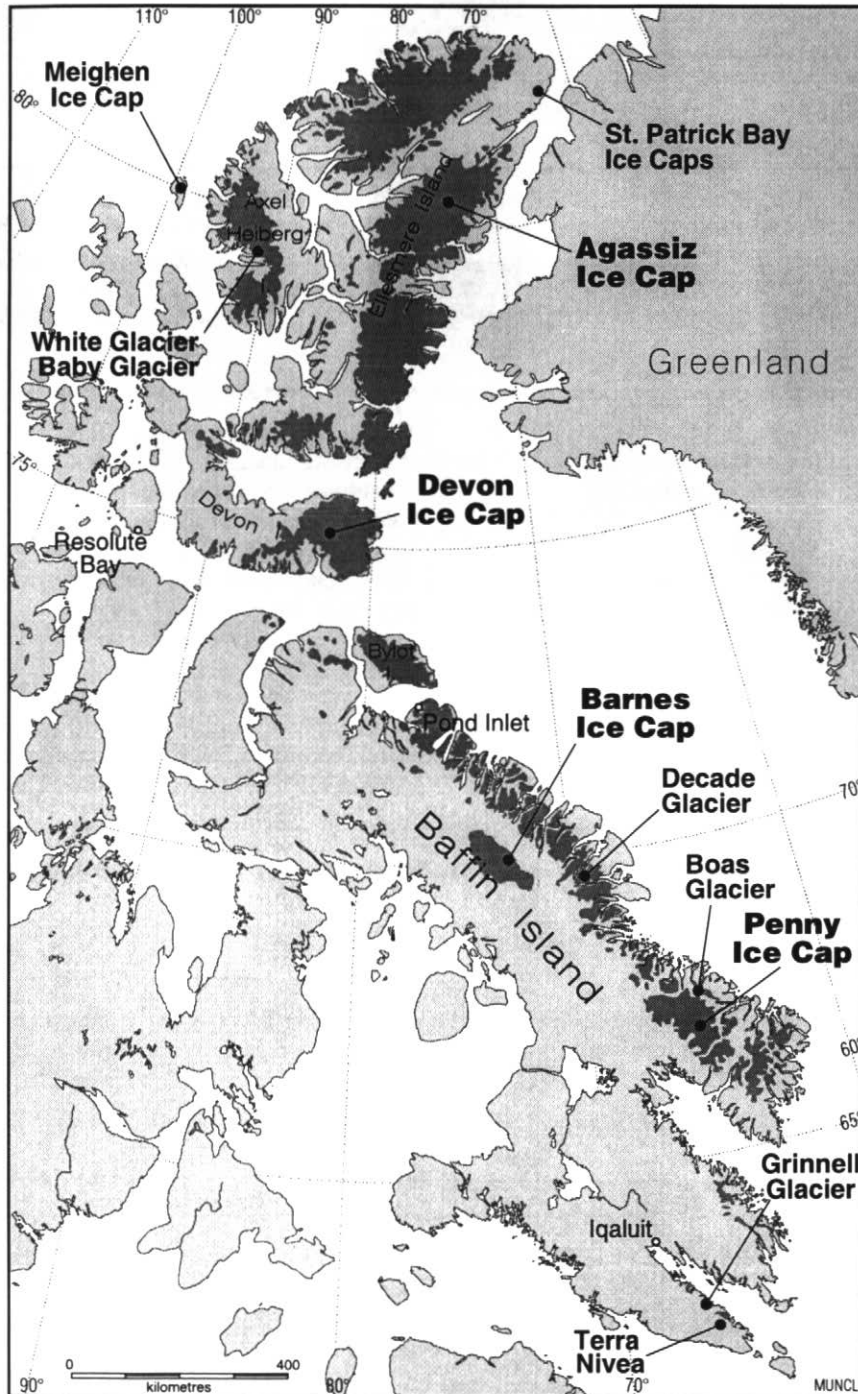 110°
100°
90°
80°
70°
Meighen
Ice Cap
80°
St. Patrick Bay
Ice Caps
Axel
Heiberg
Ellesmere Island
Agassiz
Ice Cap
White Glacier
Baby Glacier
Greenland
75°
Devon
Ice Cap
Devon
Resolute
Bay
Bylot
I.
Pond Inlet
Barnes
Ice Cap
Decade
Glacier
70°
Baffin Island
Boas
Glacier
Penny
Ice Cap
60°
65°
Grinnell
Glacier
Iqaluit
Terra
Nivea
0
400
kilometres
90°
80°
70°
MUNCL